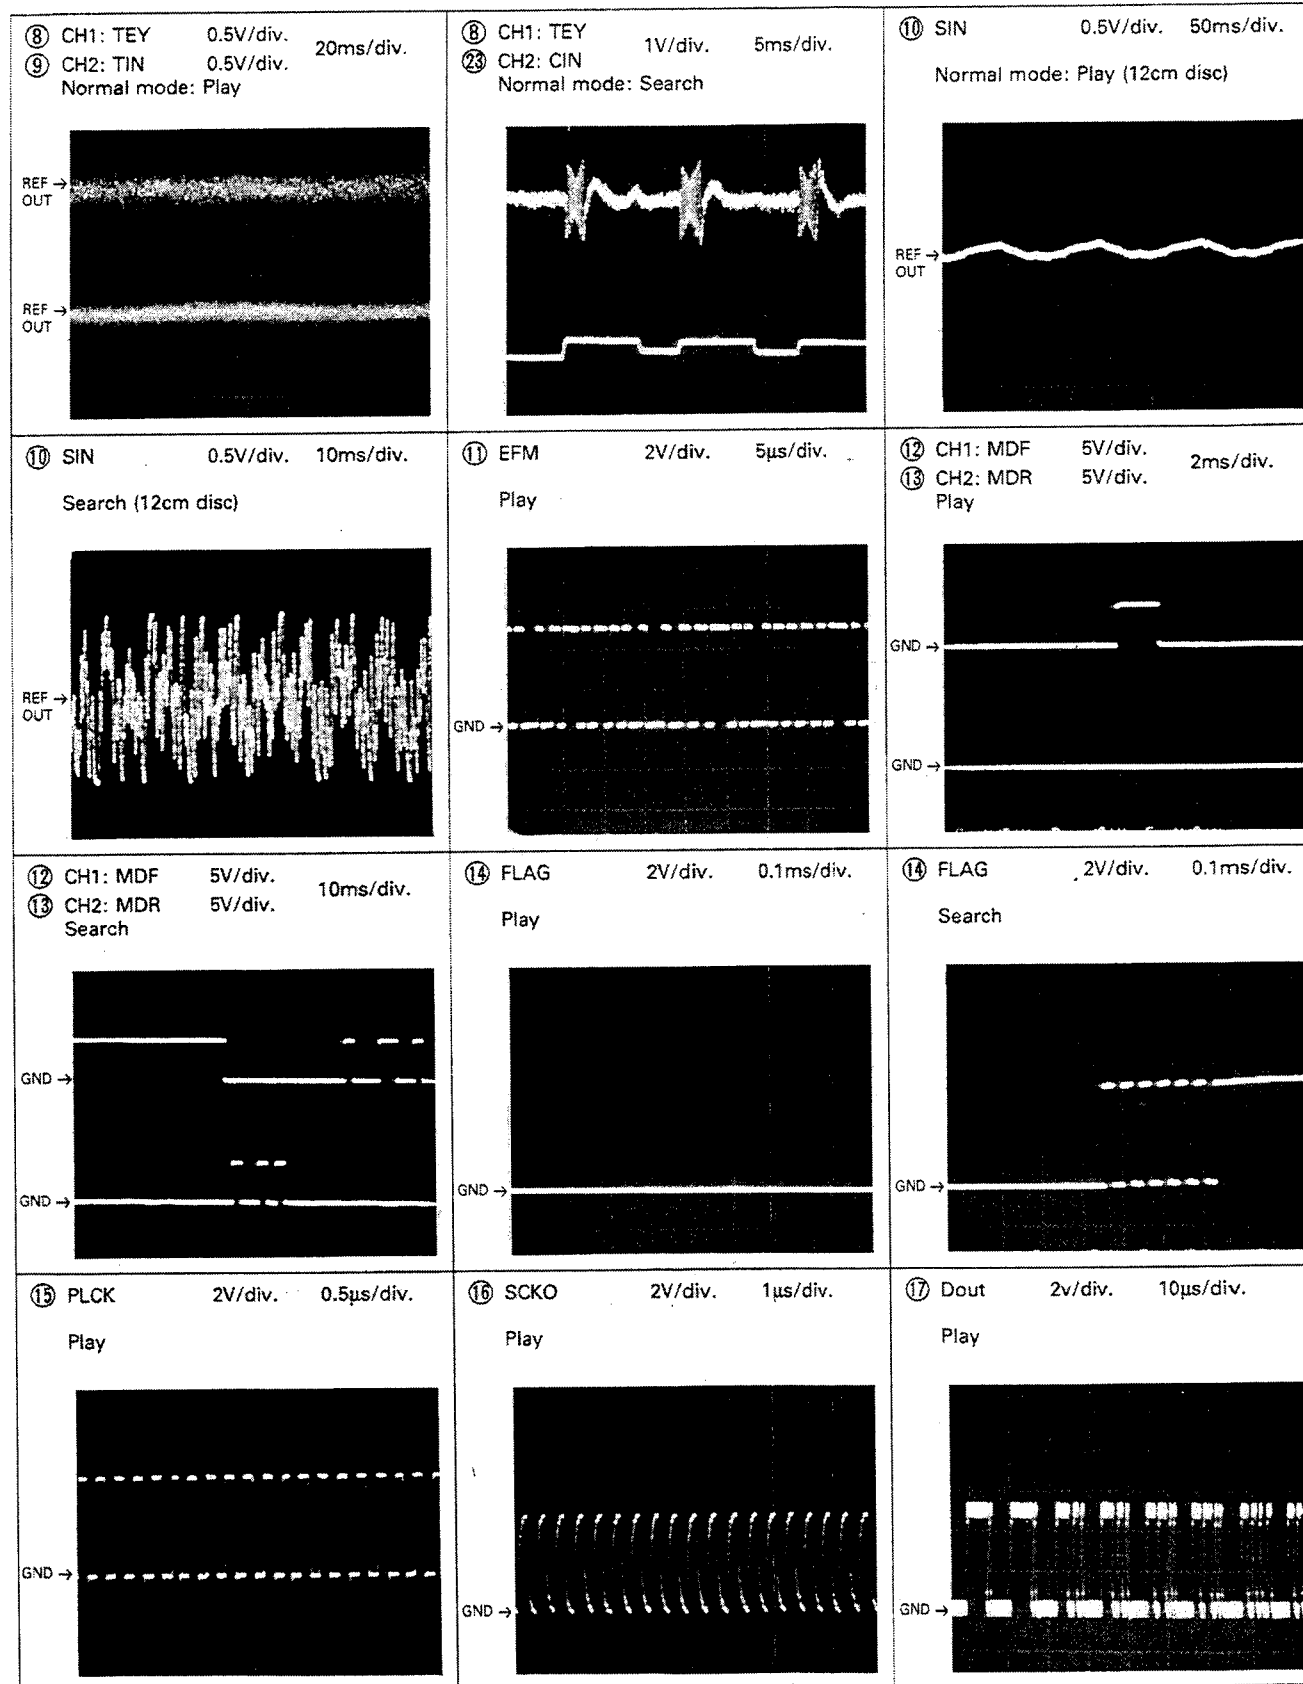 ⑧ CH1: TEY 0.5V/div. 20ms/div.
⑨ CH2: TIN 0.5V/div.
Normal mode: Play
REF →
OUT
REF →
OUT
⑧ CH1: TEY 1V/div. 5ms/div.
㉓ CH2: CIN
Normal mode: Search
⑩ SIN 0.5V/div. 50ms/div.
Normal mode: Play (12cm disc)
REF →
OUT
⑩ SIN 0.5V/div. 10ms/div.
Search (12cm disc)
REF →
OUT
⑪ EFM 2V/div. 5µs/div.
Play
GND →
⑫ CH1: MDF 5V/div. 2ms/div.
⑬ CH2: MDR 5V/div.
Play
GND →
GND →
⑫ CH1: MDF 5V/div. 10ms/div.
⑬ CH2: MDR 5V/div.
Search
GND →
GND →
⑭ FLAG 2V/div. 0.1ms/div.
Play
GND →
⑭ FLAG 2V/div. 0.1ms/div.
Search
GND →
⑮ PLCK 2V/div. 0.5µs/div.
Play
GND →
⑯ SCKO 2V/div. 1µs/div.
Play
GND →
⑰ Dout 2v/div. 10µs/div.
Play
GND →